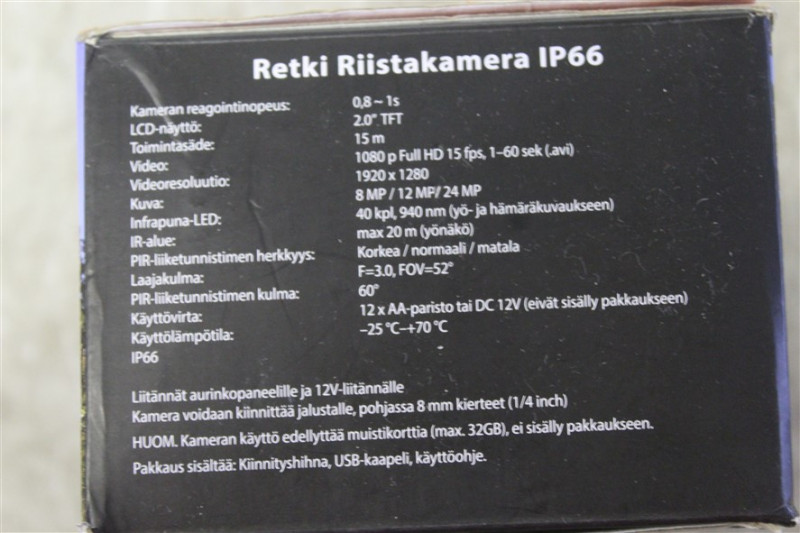 Retki Riistakamera IP66
Kameran reagointinopeus: 0,8 ~ 1s
LCD-näyttö: 2.0" TFT
Toimintasäde: 15 m
Video: 1080 p Full HD 15 fps, 1–60 sek (.avi)
Videoresoluutio: 1920 x 1280
Kuva: 8 MP / 12 MP/ 24 MP
Infrapuna-LED: 40 kpl, 940 nm (yö- ja hämäräkuvaukseen)
IR-alue: max 20 m (yönäkö)
PIR-liiketunnistimen herkkyys: Korkea / normaali / matala
Laajakulma: F=3.0, FOV=52°
PIR-liiketunnistimen kulma: 60°
Käyttövirta: 12 x AA-paristo tai DC 12V (eivät sisälly pakkaukseen)
Käyttölämpötila: –25 °C–+70 °C
IP66
Liitännät aurinkopaneelille ja 12V-liitännälle
Kamera voidaan kiinnittää jalustalle, pohjassa 8 mm kierteet (1/4 inch)
HUOM. Kameran käyttö edellyttää muistikorttia (max. 32GB), ei sisälly pakkaukseen.
Pakkaus sisältää: Kiinnityshihna, USB-kaapeli, käyttöohje.